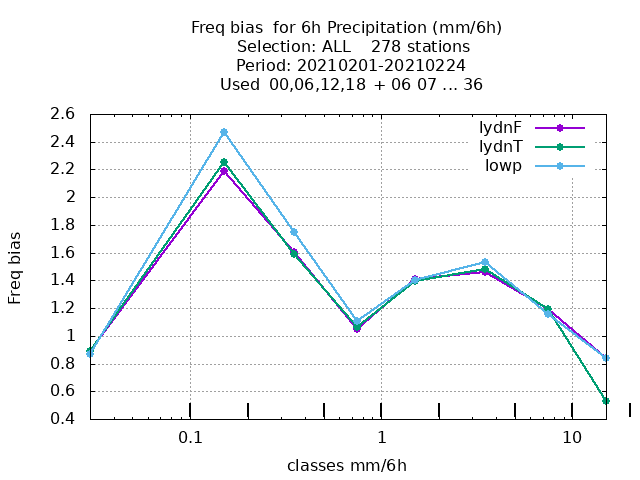 Freq bias  for 6h Precipitation (mm/6h)
Selection: ALL    278 stations
Period: 20210201-20210224
Used  00,06,12,18  + 06 07 ... 36
lydnF
lydnT
lowp
2.6
2.4
2.2
2
1.8
1.6
1.4
1.2
1
0.8
0.6
0.4
Freq bias
0.1 1 10
classes mm/6h